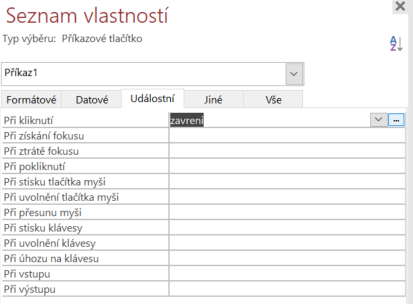 Seznam vlastností
Typ výběru: Příkazové tlačítko
Příkaz1
Formátové Datové Událostní Jiné Vše
Při kliknutí zavreni
Při získání fokusu
Při ztrátě fokusu
Při pokliknutí
Při stisku tlačítka myši
Při uvolnění tlačítka myši
Při přesunu myši
Při stisku klávesy
Při uvolnění klávesy
Při úhozu na klávesu
Při vstupu
Při výstupu